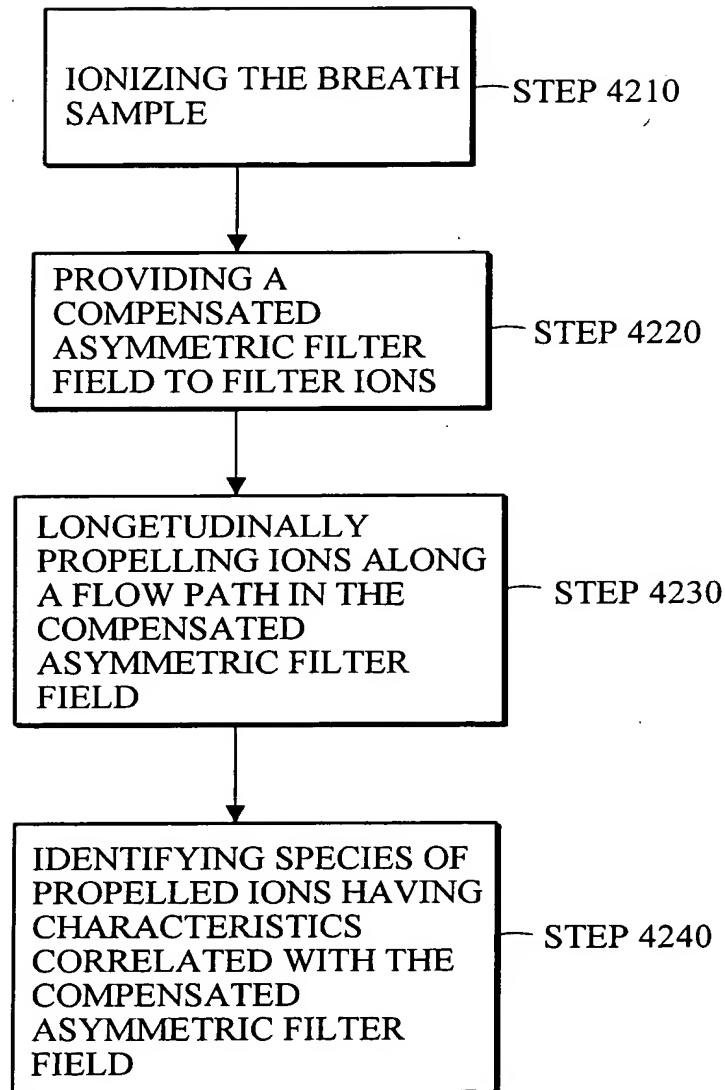 IONIZING THE BREATH
SAMPLE
STEP 4210
PROVIDING A
COMPENSATED
ASYMMETRIC FILTER
FIELD TO FILTER IONS
STEP 4220
LONGETUDINALLY
PROPELLING IONS ALONG
A FLOW PATH IN THE
COMPENSATED
ASYMMETRIC FILTER
FIELD
STEP 4230
IDENTIFYING SPECIES OF
PROPELLED IONS HAVING
CHARACTERISTICS
CORRELATED WITH THE
COMPENSATED
ASYMMETRIC FILTER
FIELD
STEP 4240